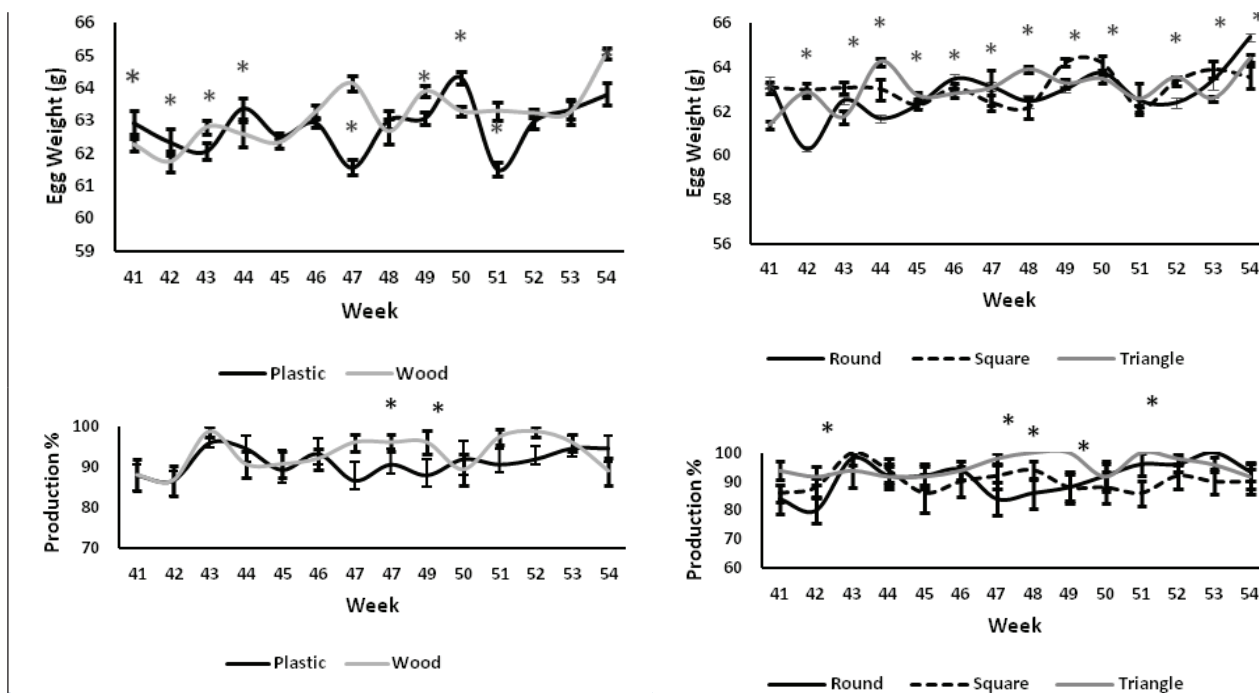 Egg Weight (g)
66
65
64
63
62
61
60
59
* * * * * * * * *
41 42 43 44 45 46 47 48 49 50 51 52 53 54
Week
Plastic Wood
Egg Weight (g)
66
64
62
60
58
56
* * * * * * * * * * * *
41 42 43 44 45 46 47 48 49 50 51 52 53 54
Week
Round Square Triangle
Production %
100
90
80
70
* *
41 42 43 44 45 46 47 47 49 50 51 52 53 54
Week
Plastic Wood
Production %
100
90
80
70
60
* * * * *
41 42 43 44 45 46 47 48 49 50 51 52 53 54
Week
Round Square Triangle